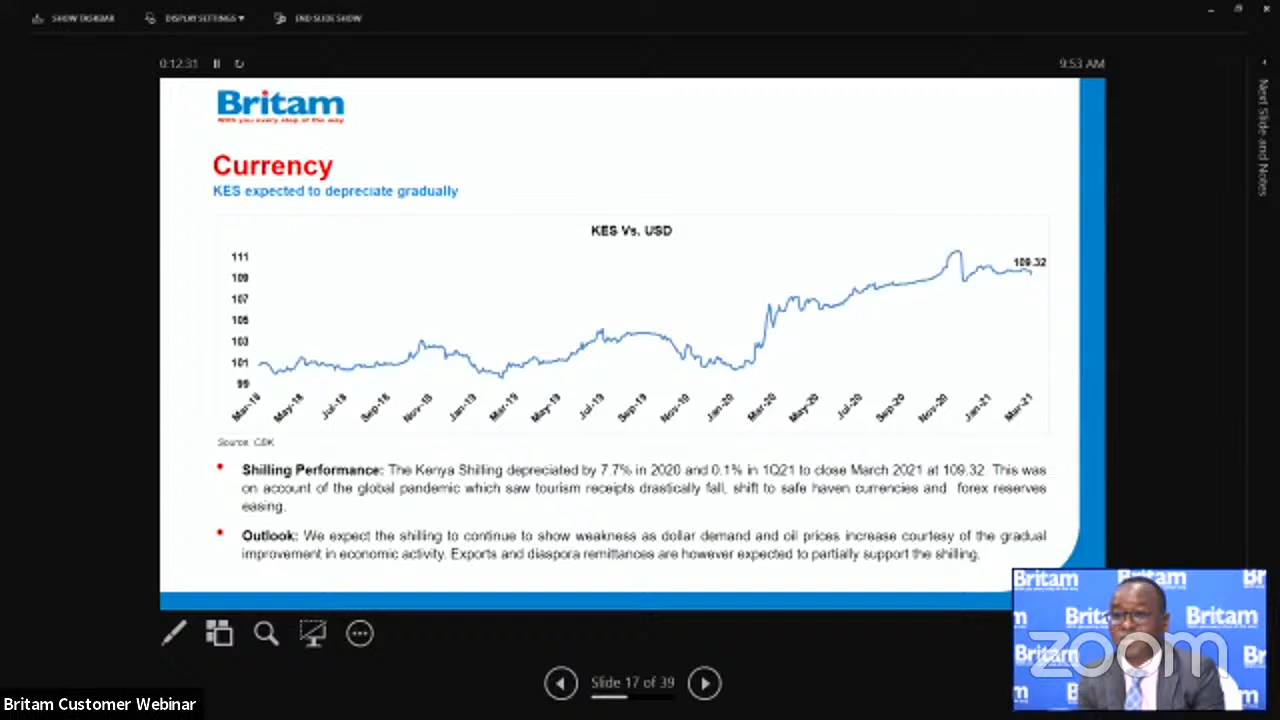 SHOW TASKBAR DISPLAY SETTINGS ▾ END SLIDE SHOW
0:12:31 9:53 AM
Next Slide and Notes
Britam
With you every step of the way
Currency
KES expected to depreciate gradually
KES Vs. USD
111
109
107
105
103
101
99
109.32
Mar-18 May-18 Jul-18 Sep-18 Nov-18 Jan-19 Mar-19 May-19 Jul-19 Sep-19 Nov-19 Jan-20 Mar-20 May-20 Jul-20 Sep-20 Nov-20 Jan-21 Mar-21
Source: CBK
Shilling Performance: The Kenya Shilling depreciated by 7.7% in 2020 and 0.1% in 1Q21 to close March 2021 at 109.32. This was
on account of the global pandemic which saw tourism receipts drastically fall, shift to safe haven currencies and forex reserves
easing.
Outlook: We expect the shilling to continue to show weakness as dollar demand and oil prices increase courtesy of the gradual
improvement in economic activity. Exports and diaspora remittances are however expected to partially support the shilling.
Slide 17 of 39
Britam Customer Webinar
Britam
Britam
Britam
Britam
zoom